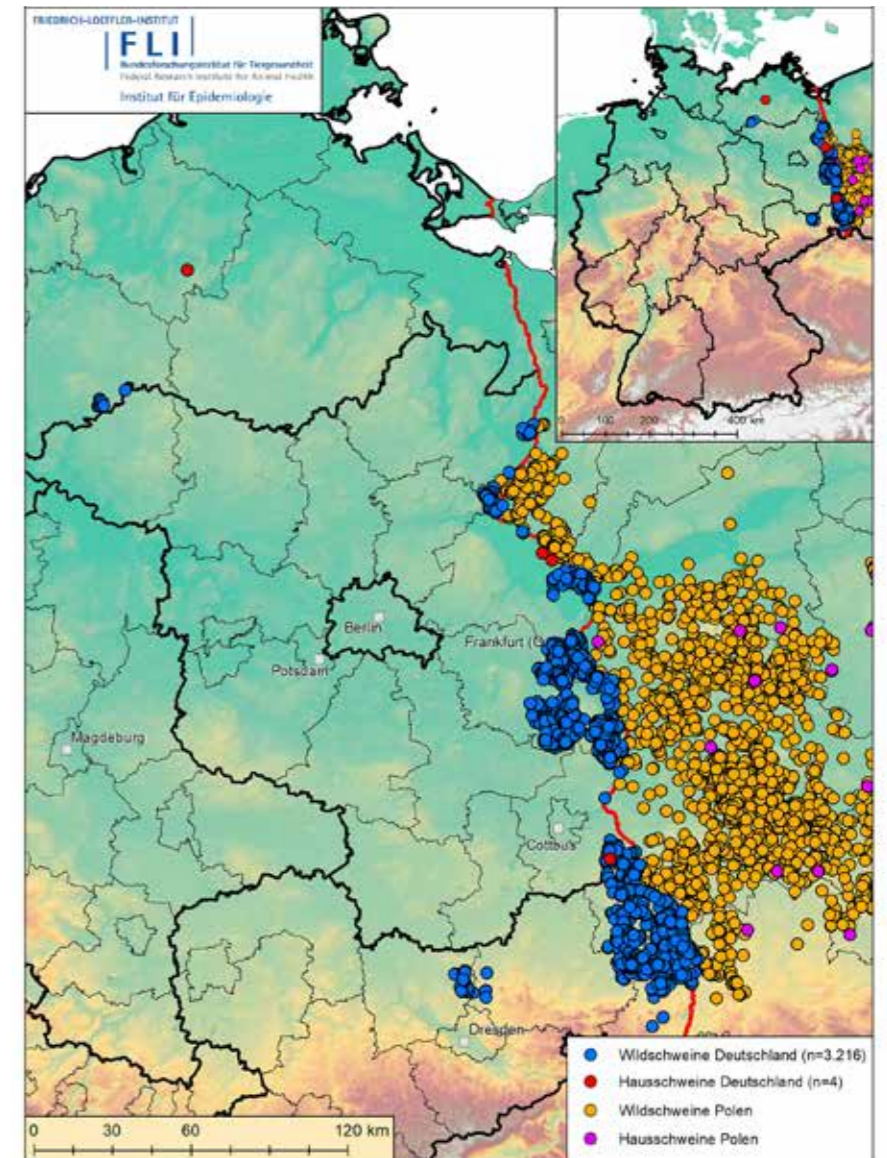 FRIEDRICH-LOEFFLER-INSTITUT
FLI
Bundesforschungsinstitut für Tiergesundheit
Federal Research Institute for Animal Health
Institut für Epidemiologie
100 200 400 km
Berlin
Frankfurt (O
Potsdam
Magdeburg
Cottbus
Dresden
Wildschweine Deutschland (n=3.216)
Hausschweine Deutschland (n=4)
Wildschweine Polen
Hausschweine Polen
0 30 60 120 km